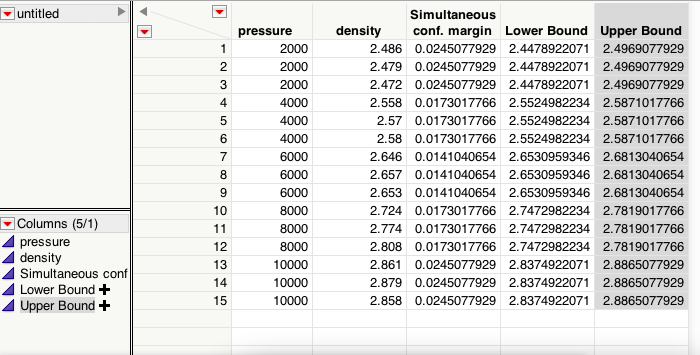 untitled
Simultaneous
pressure density conf. margin Lower Bound Upper Bound
1 2000 2.486 0.0245077929 2.4478922071 2.4969077929
2 2000 2.479 0.0245077929 2.4478922071 2.4969077929
3 2000 2.472 0.0245077929 2.4478922071 2.4969077929
4 4000 2.558 0.0173017766 2.5524982234 2.5871017766
5 4000 2.57 0.0173017766 2.5524982234 2.5871017766
6 4000 2.58 0.0173017766 2.5524982234 2.5871017766
7 6000 2.646 0.0141040654 2.6530959346 2.6813040654
8 6000 2.657 0.0141040654 2.6530959346 2.6813040654
9 6000 2.653 0.0141040654 2.6530959346 2.6813040654
10 8000 2.724 0.0173017766 2.7472982234 2.7819017766
11 8000 2.774 0.0173017766 2.7472982234 2.7819017766
12 8000 2.808 0.0173017766 2.7472982234 2.7819017766
13 10000 2.861 0.0245077929 2.8374922071 2.8865077929
14 10000 2.879 0.0245077929 2.8374922071 2.8865077929
15 10000 2.858 0.0245077929 2.8374922071 2.8865077929
Columns (5/1)
pressure
density
Simultaneous conf
Lower Bound
Upper Bound